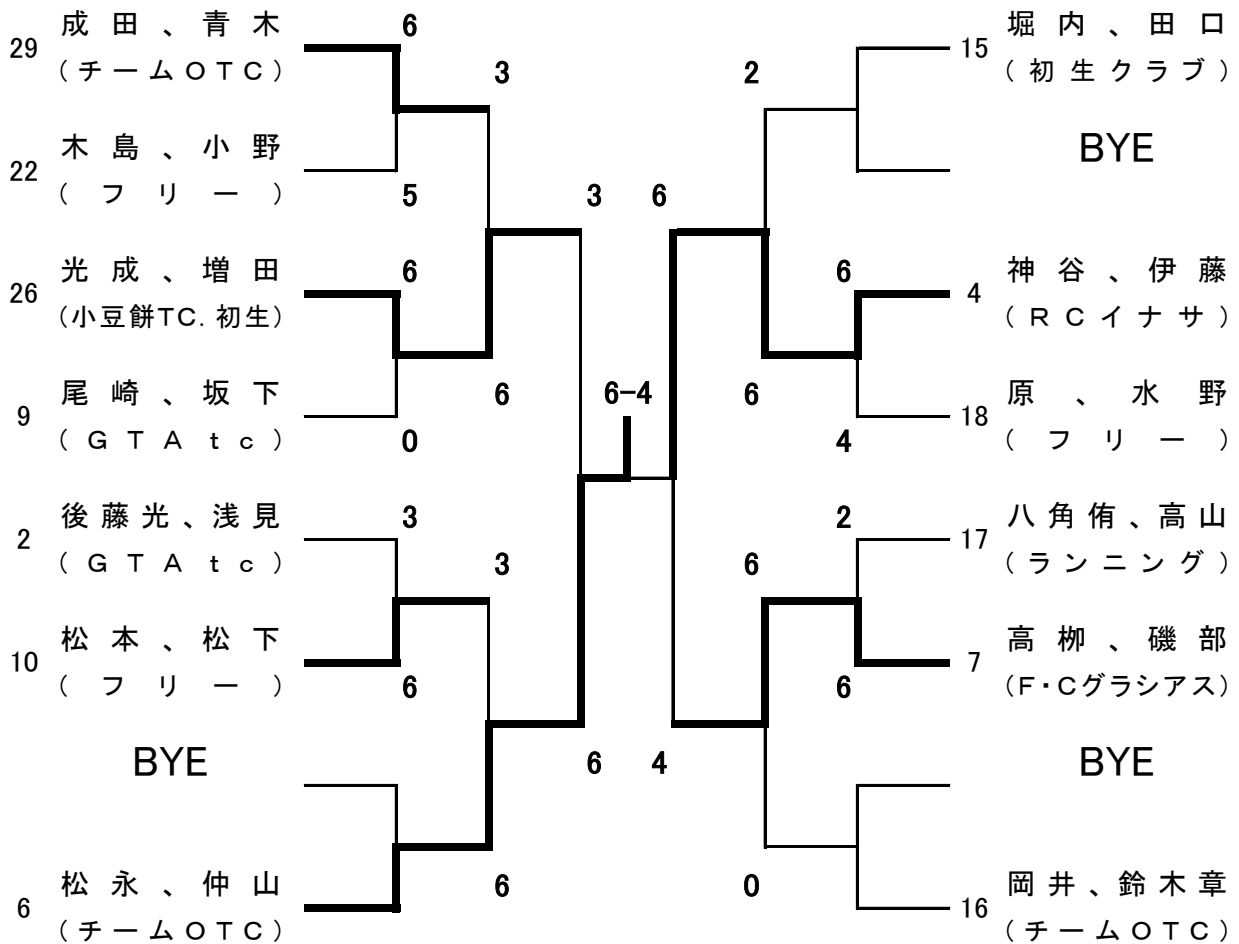 29
成田、青木
(チームOTC)
22
木島、小野
(フリー)
26
光成、増田
(小豆餅TC.初生)
9
尾崎、坂下
(GTAtc)
2
後藤光、浅見
(GTAtc)
10
松本、松下
(フリー)
BYE
6
松永、仲山
(チームOTC)
6
5
6
0
3
6
3
6
3
6
3
6
6-4
6
4
2
6
6
0
6
4
2
6
15
堀内、田口
(初生クラブ)
BYE
4
神谷、伊藤
(RCイナサ)
18
原、水野
(フリー)
17
八角侑、高山
(ランニング)
7
高栁、磯部
(F・Cグラシアス)
BYE
16
岡井、鈴木章
(チームOTC)